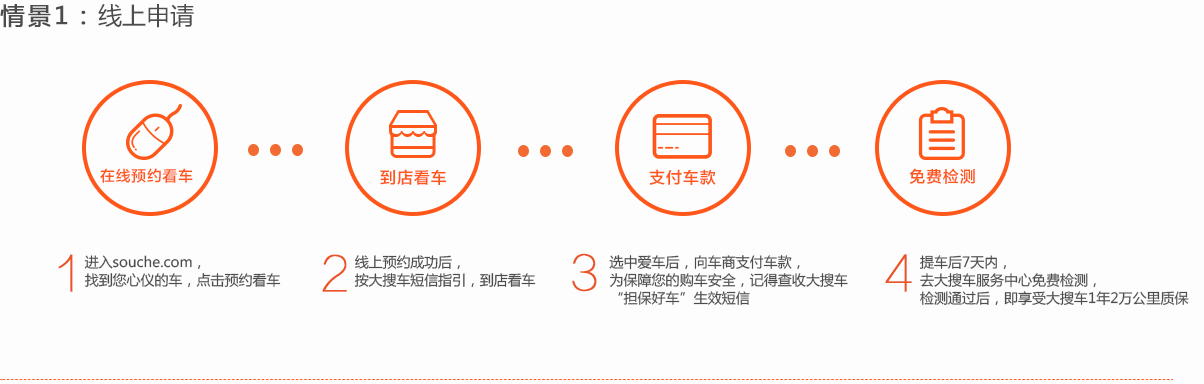 情景1：线上申请
在线预约看车
到店看车
支付车款
免费检测
1
进入souche.com，
找到您心仪的车，点击预约看车
2
线上预约成功后，
按大搜车短信指引，到店看车
3
选中爱车后，向车商支付车款，
为保障您的购车安全，记得查收大搜车
“担保好车”生效短信
4
提车后7天内，
去大搜车服务中心免费检测，
检测通过后，即享受大搜车1年2万公里质保